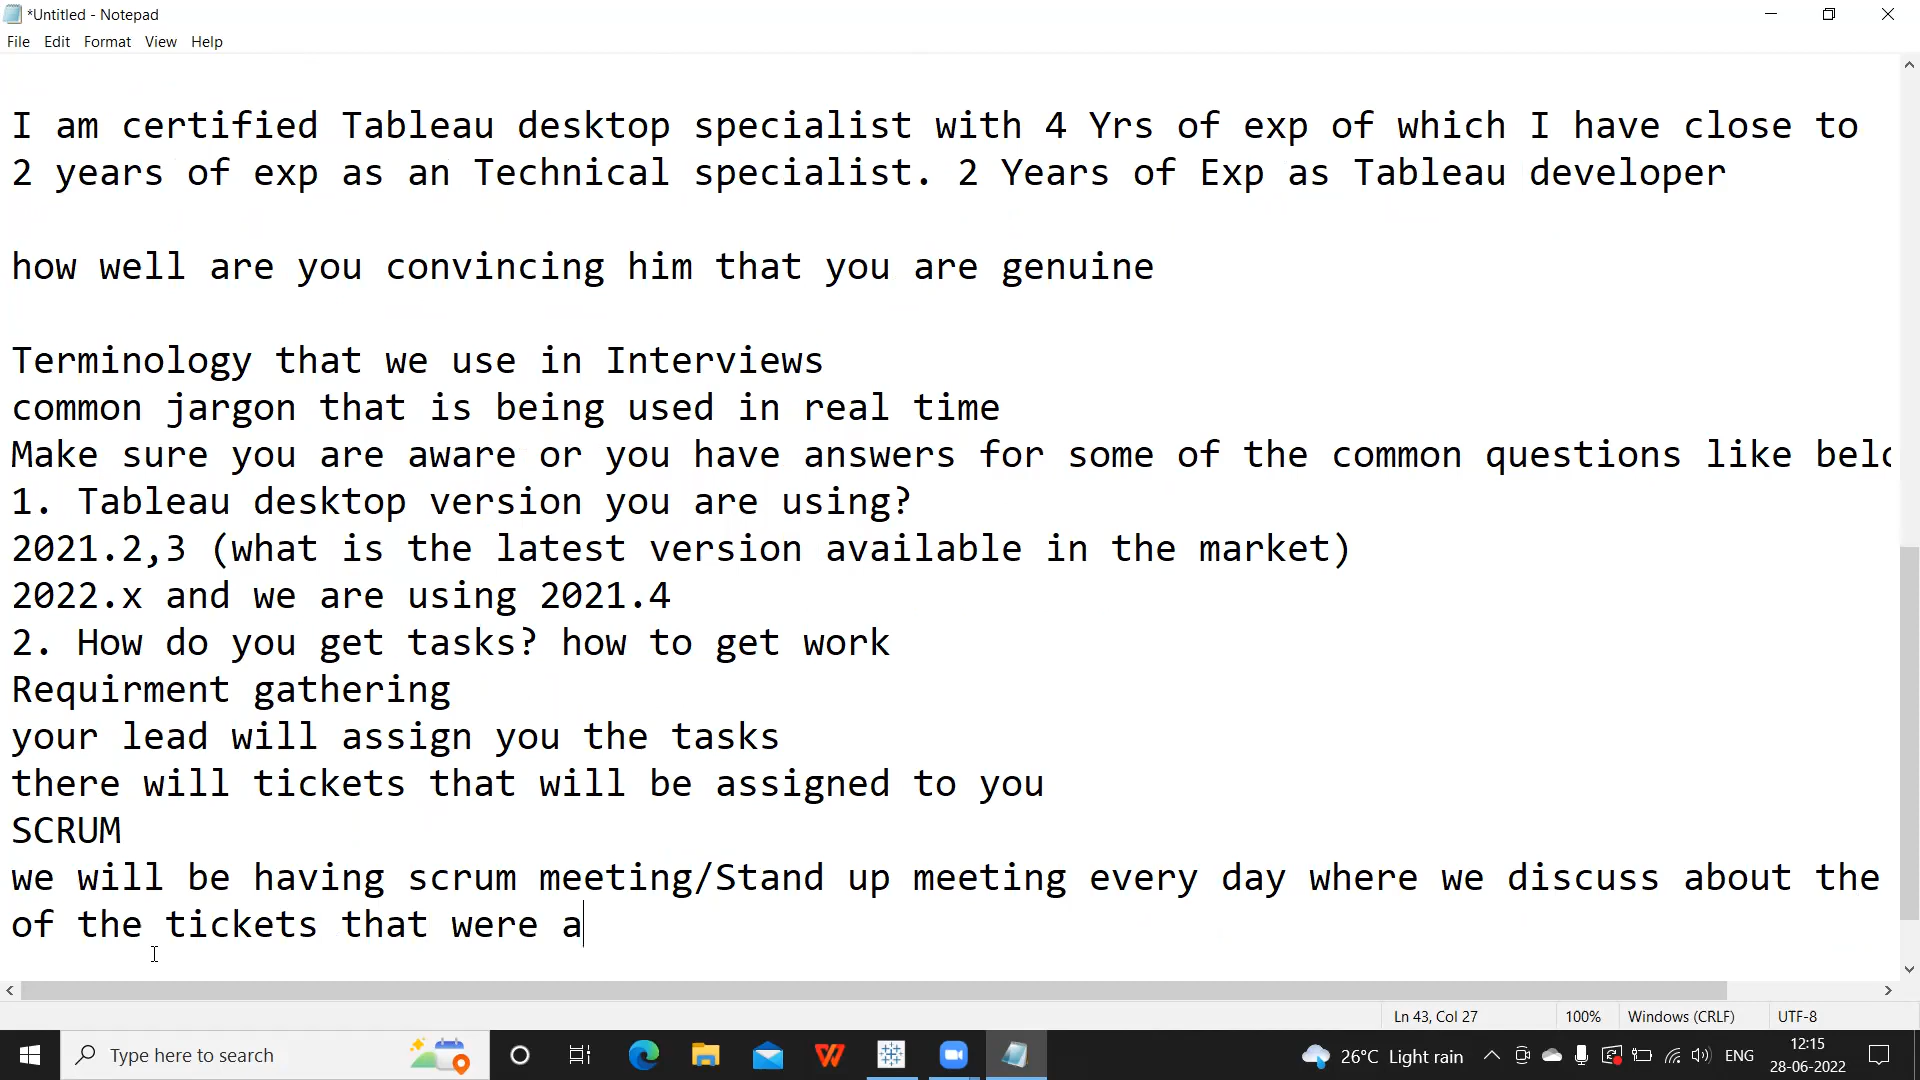 *Untitled - Notepad
File Edit Format View Help
I am certified Tableau desktop specialist with 4 Yrs of exp of which I have close to
2 years of exp as an Technical specialist. 2 Years of Exp as Tableau developer
how well are you convincing him that you are genuine
Terminology that we use in Interviews
common jargon that is being used in real time
Make sure you are aware or you have answers for some of the common questions like
1. Tableau desktop version you are using?
2021.2,3 (what is the latest version available in the market)
2022.x and we are using 2021.4
2. How do you get tasks? how to get work
Requirment gathering
your lead will assign you the tasks
there will tickets that will be assigned to you
SCRUM
we will be having scrum meeting/Stand up meeting every day where we discuss about the
of the tickets that were a
Ln 43, Col 27 100% Windows (CRLF) UTF-8
Type here to search
26°C Light rain
ENG
12:15
28-06-2022